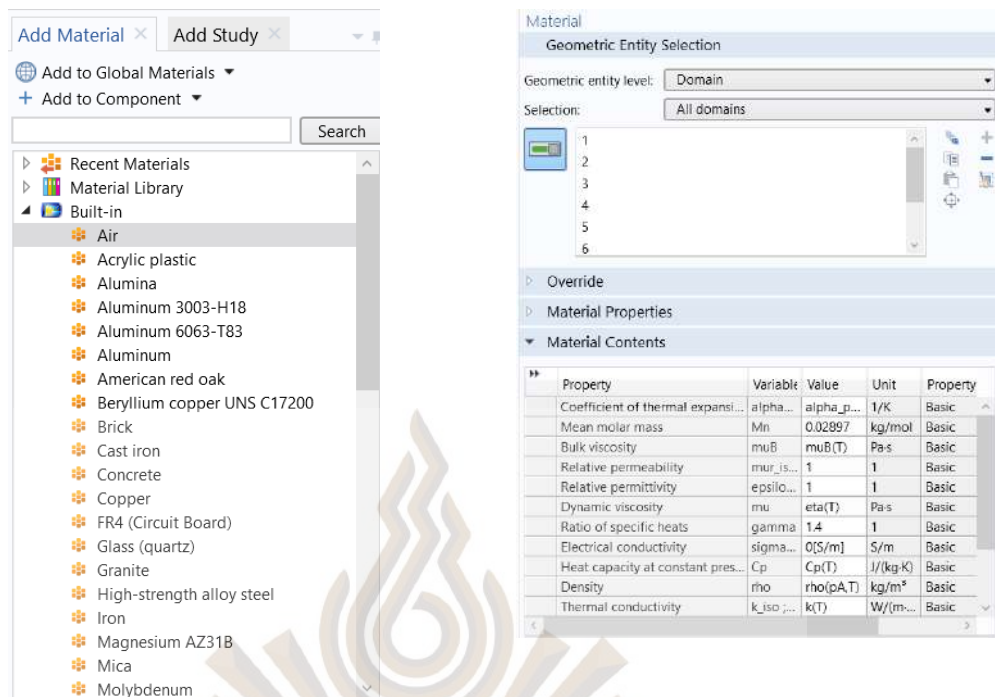 Add Material
Add Study
Add to Global Materials
+ Add to Component
Search
Recent Materials
Material Library
Built-in
Air
Acrylic plastic
Alumina
Aluminum 3003-H18
Aluminum 6063-T83
Aluminum
American red oak
Beryllium copper UNS C17200
Brick
Cast iron
Concrete
Copper
FR4 (Circuit Board)
Glass (quartz)
Granite
High-strength alloy steel
Iron
Magnesium AZ31B
Mica
Molybdenum
Material
Geometric Entity Selection
Geometric entity level: Domain
Selection: All domains
1
2
3
4
5
6
Override
Material Properties
Material Contents
Property Variable Value Unit Property
Coefficient of thermal expansi... alpha... alpha_p... 1/K Basic
Mean molar mass Mn 0.02897 kg/mol Basic
Bulk viscosity muB muB(T) Pa·s Basic
Relative permeability mur_is... 1 1 Basic
Relative permittivity epsilo... 1 1 Basic
Dynamic viscosity mu eta(T) Pa·s Basic
Ratio of specific heats gamma 1.4 1 Basic
Electrical conductivity sigma... 0[S/m] S/m Basic
Heat capacity at constant pres... Cp Cp(T) J/(kg·K) Basic
Density rho rho(pA,T) kg/m³ Basic
Thermal conductivity k_iso ;... k(T) W/(m·... Basic